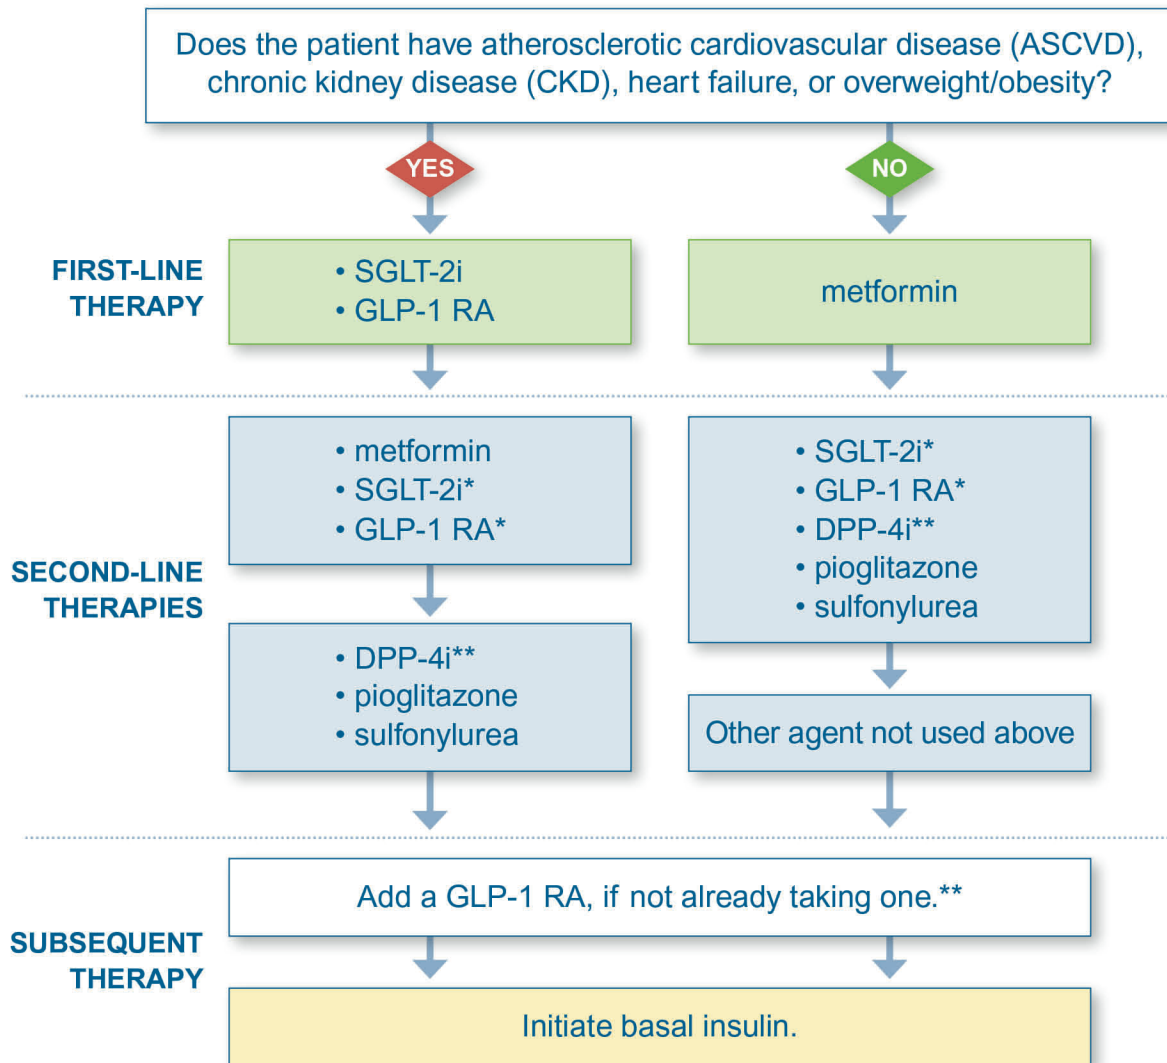 Does the patient have atherosclerotic cardiovascular disease (ASCVD),
chronic kidney disease (CKD), heart failure, or overweight/obesity?
YES
NO
FIRST-LINE
THERAPY
• SGLT-2i
• GLP-1 RA
metformin
SECOND-LINE
THERAPIES
• metformin
• SGLT-2i*
• GLP-1 RA*
• DPP-4i**
• pioglitazone
• sulfonylurea
• SGLT-2i*
• GLP-1 RA*
• DPP-4i**
• pioglitazone
• sulfonylurea
Other agent not used above
SUBSEQUENT
THERAPY
Add a GLP-1 RA, if not already taking one.**
Initiate basal insulin.